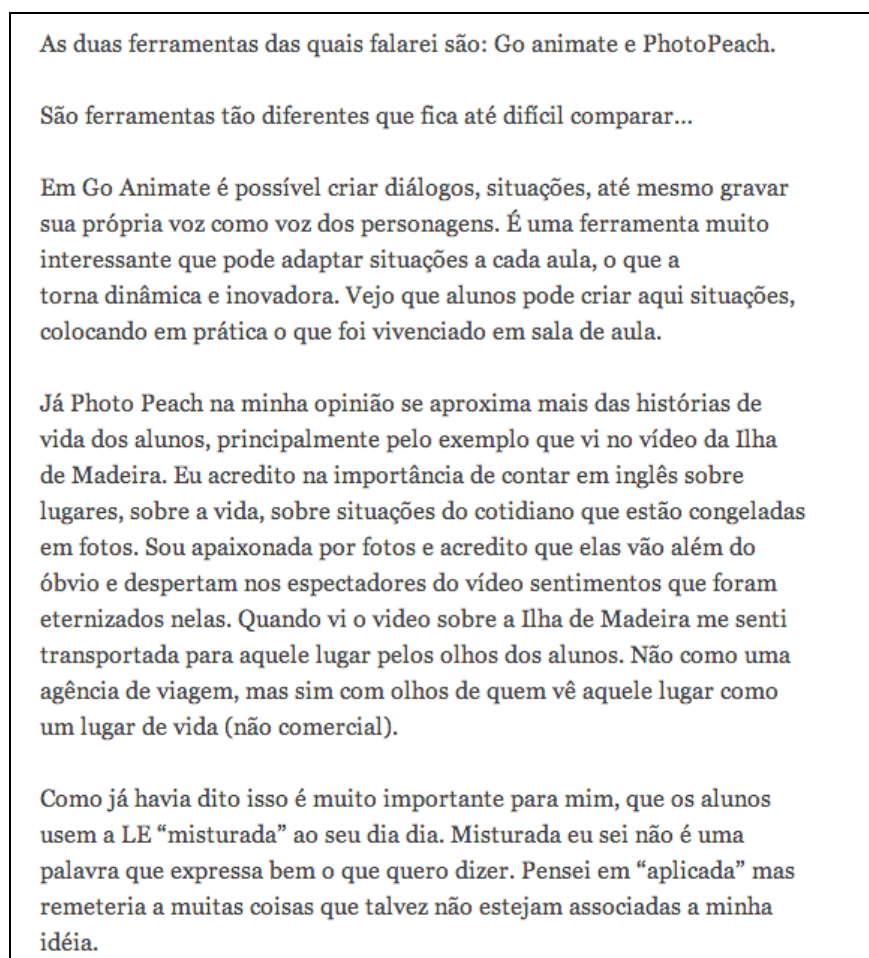 As duas ferramentas das quais falarei são: Go animate e PhotoPeach.
São ferramentas tão diferentes que fica até difícil comparar...
Em Go Animate é possível criar diálogos, situações, até mesmo gravar
sua própria voz como voz dos personagens. É uma ferramenta muito
interessante que pode adaptar situações a cada aula, o que a
torna dinâmica e inovadora. Vejo que alunos pode criar aqui situações,
colocando em prática o que foi vivenciado em sala de aula.
Já Photo Peach na minha opinião se aproxima mais das histórias de
vida dos alunos, principalmente pelo exemplo que vi no vídeo da Ilha
de Madeira. Eu acredito na importância de contar em inglês sobre
lugares, sobre a vida, sobre situações do cotidiano que estão congeladas
em fotos. Sou apaixonada por fotos e acredito que elas vão além do
óbvio e despertam nos espectadores do vídeo sentimentos que foram
eternizados nelas. Quando vi o video sobre a Ilha de Madeira me senti
transportada para aquele lugar pelos olhos dos alunos. Não como uma
agência de viagem, mas sim com olhos de quem vê aquele lugar como
um lugar de vida (não comercial).
Como já havia dito isso é muito importante para mim, que os alunos
usem a LE “misturada” ao seu dia dia. Misturada eu sei não é uma
palavra que expressa bem o que quero dizer. Pensei em “aplicada” mas
remeteria a muitas coisas que talvez não estejam associadas a minha
idéia.